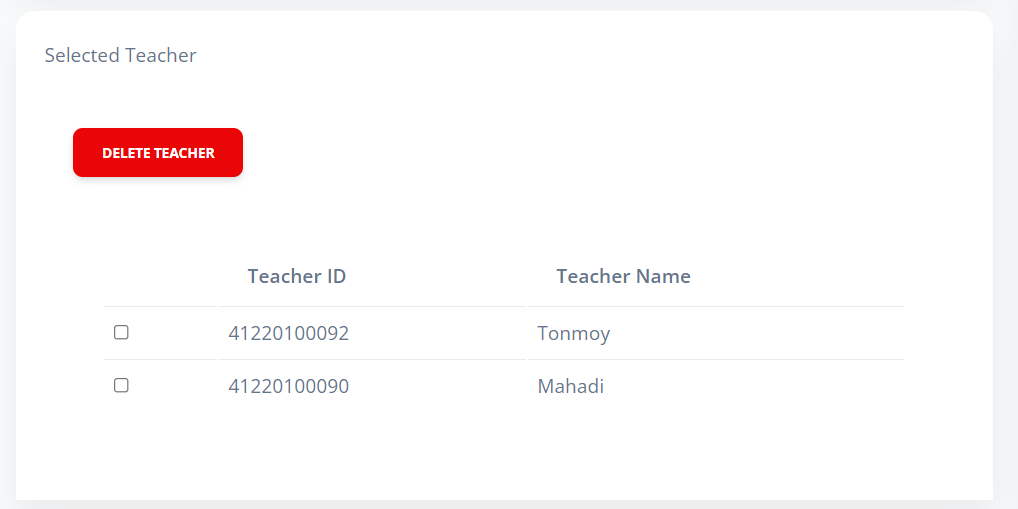 Selected Teacher
DELETE TEACHER
Teacher ID Teacher Name
41220100092 Tonmoy
41220100090 Mahadi